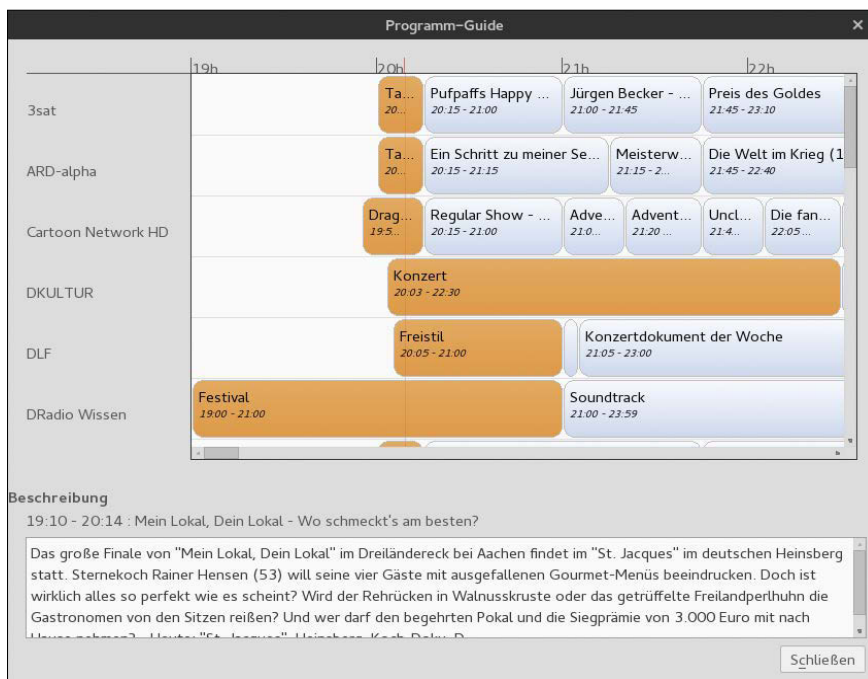 Programm-Guide
19h 20h 21h 22h
3sat
Ta... Pufpaffs Happy ... Jürgen Becker - ... Preis des Goldes
20... 20:15 - 21:00 21:00 - 21:45 21:45 - 23:10
ARD-alpha
Ta... Ein Schritt zu meiner Se... Meisterw... Die Welt im Krieg (1
20... 20:15 - 21:15 21:15 - 2... 21:45 - 22:40
Cartoon Network HD
Drag... Regular Show - ... Adve... Advent... Uncl... Die fan...
19:5... 20:15 - 21:00 21:0... 21:20 ... 21:4... 22:05 ...
DKULTUR
Konzert
20:03 - 22:30
DLF
Freistil Konzertdokument der Woche
20:05 - 21:00 21:05 - 23:00
DRadio Wissen
Festival Soundtrack
19:00 - 21:00 21:00 - 23:59
Beschreibung
19:10 - 20:14 : Mein Lokal, Dein Lokal - Wo schmeckt's am besten?
Das große Finale von "Mein Lokal, Dein Lokal" im Dreiländereck bei Aachen findet im "St. Jacques" im deutschen Heinsberg
statt. Sternekoch Rainer Hensen (53) will seine vier Gäste mit ausgefallenen Gourmet-Menüs beeindrucken. Doch ist
wirklich alles so perfekt wie es scheint? Wird der Rehrücken in Walnusskruste oder das getrüffelte Freilandperlhuhn die
Gastronomen von den Sitzen reißen? Und wer darf den begehrten Pokal und die Siegprämie von 3.000 Euro mit nach
Hause nehmen? - Heute: "St. Jacques", Heinsberg. Koch-Doku, D
Schließen